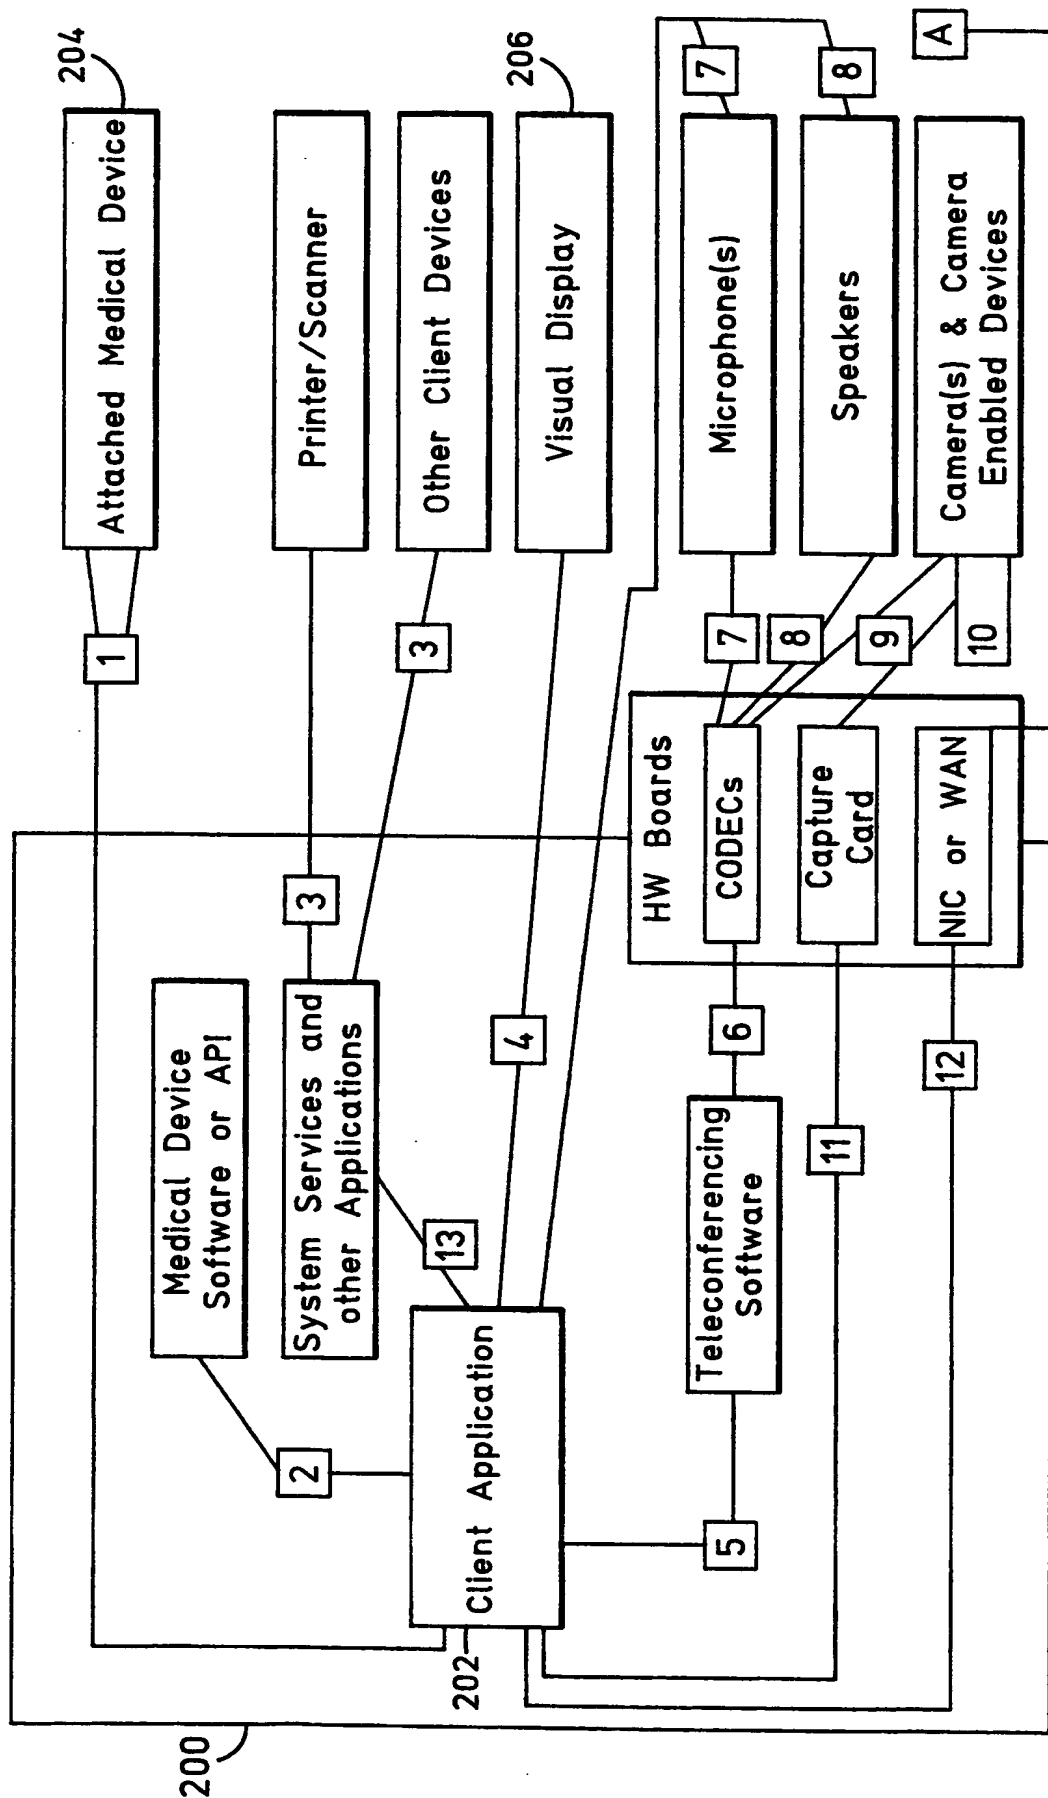 200
202
204
206
Attached Medical Device
1
Medical Device
Software or API
2
Printer/Scanner
3
System Services and
other Applications
Other Client Devices
3
13
Client Application
Visual Display
4
HW Boards
7
Microphone(s)
7
CODECs
6
Teleconferencing
Software
5
8
Speakers
8
Capture
Card
11
9
Camera(s) & Camera
Enabled Devices
10
NIC or WAN
12
A